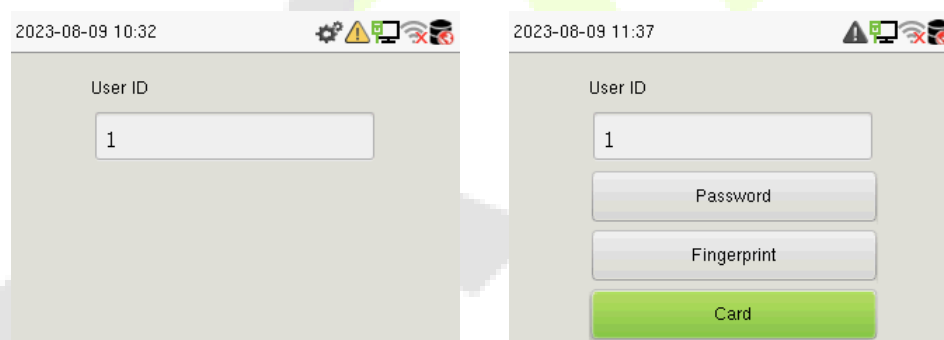 2023-08-09 10:32
User ID
1
2023-08-09 11:37
User ID
1
Password
Fingerprint
Card